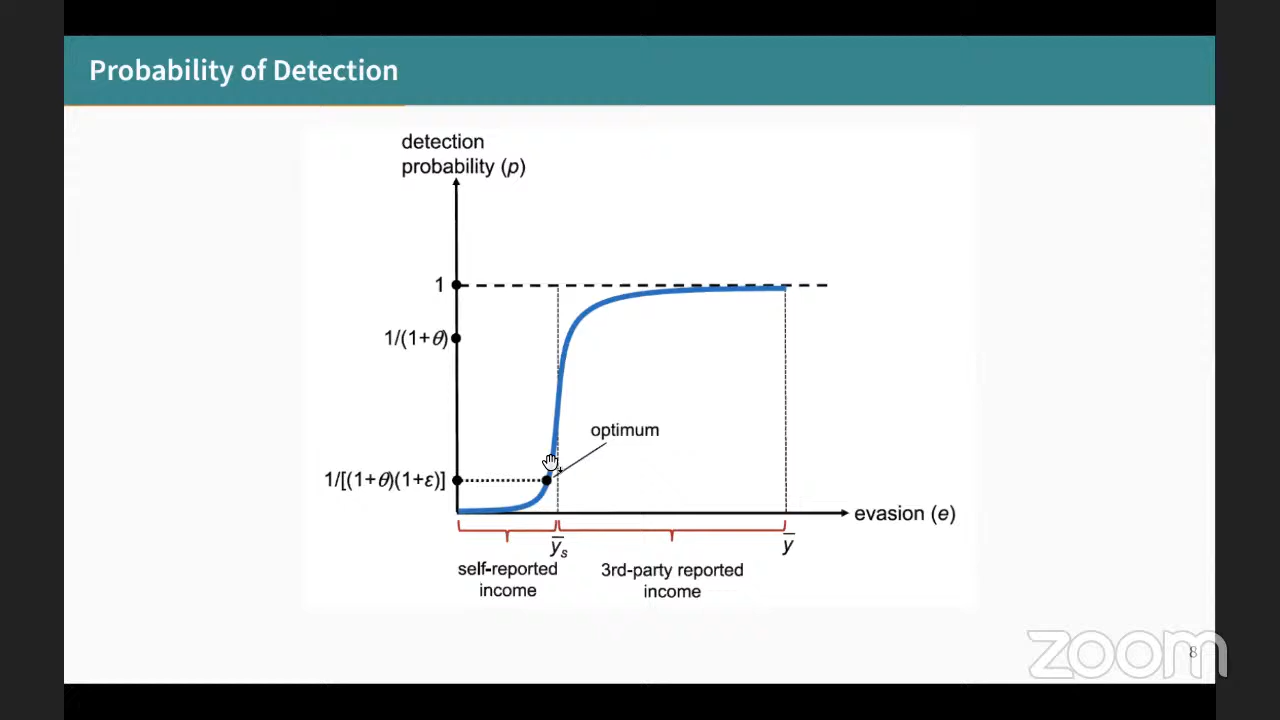 Probability of Detection
detection
probability (p)
1
1/(1+θ)
optimum
1/[(1+θ)(1+ε)]
evasion (e)
y̅ₛ
y̅
self-reported
income
3rd-party reported
income
zoom
8